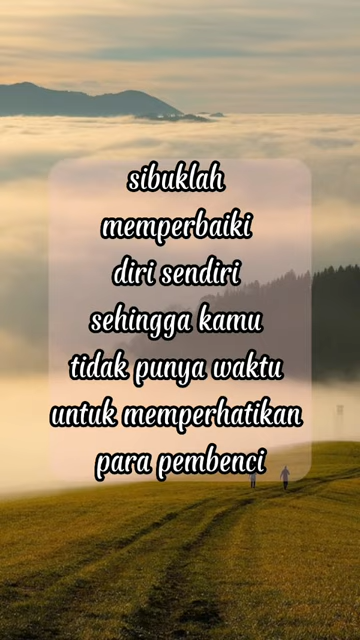 sibuklah
memperbaiki
diri sendiri
sehingga kamu
tidak punya waktu
untuk memperhatikan
para pembenci